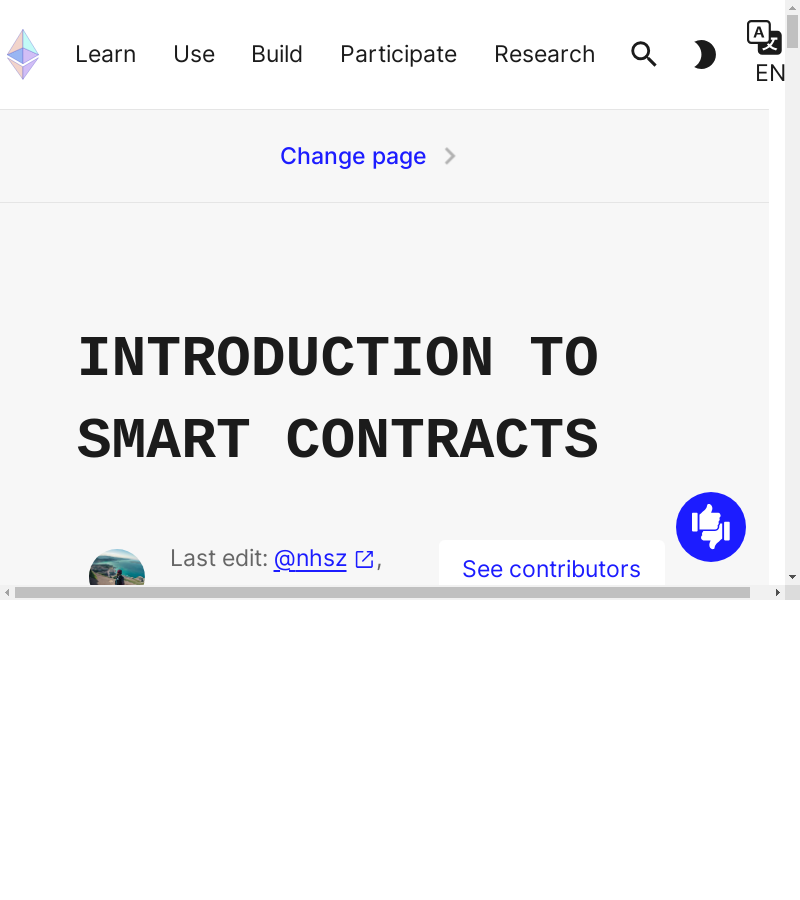 Learn Use Build Participate Research
EN
Change page
INTRODUCTION TO
SMART CONTRACTS
Last edit: @nhsz ,
See contributors